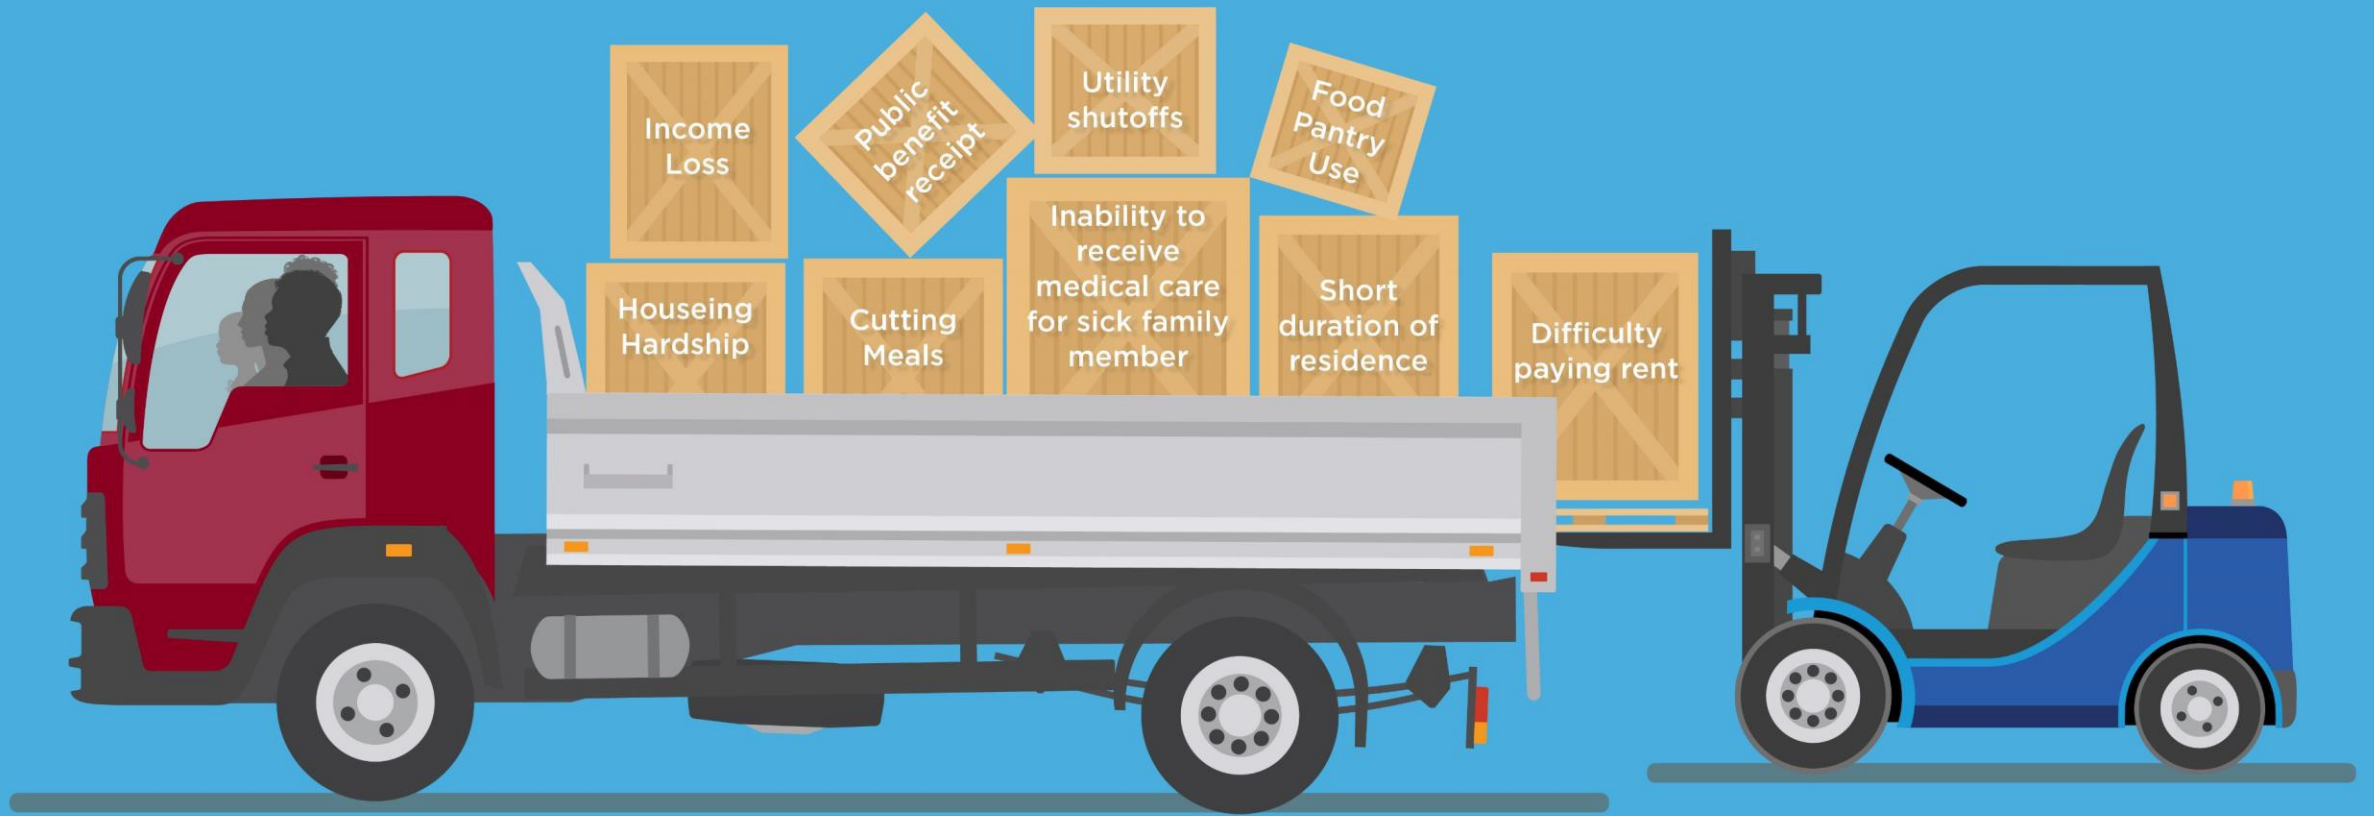 Income
Loss
Public
benefit
receipt
Utility
shutoffs
Food
Pantry
Use
Houseing
Hardship
Cutting
Meals
Inability to
receive
medical care
for sick family
member
Short
duration of
residence
Difficulty
paying rent